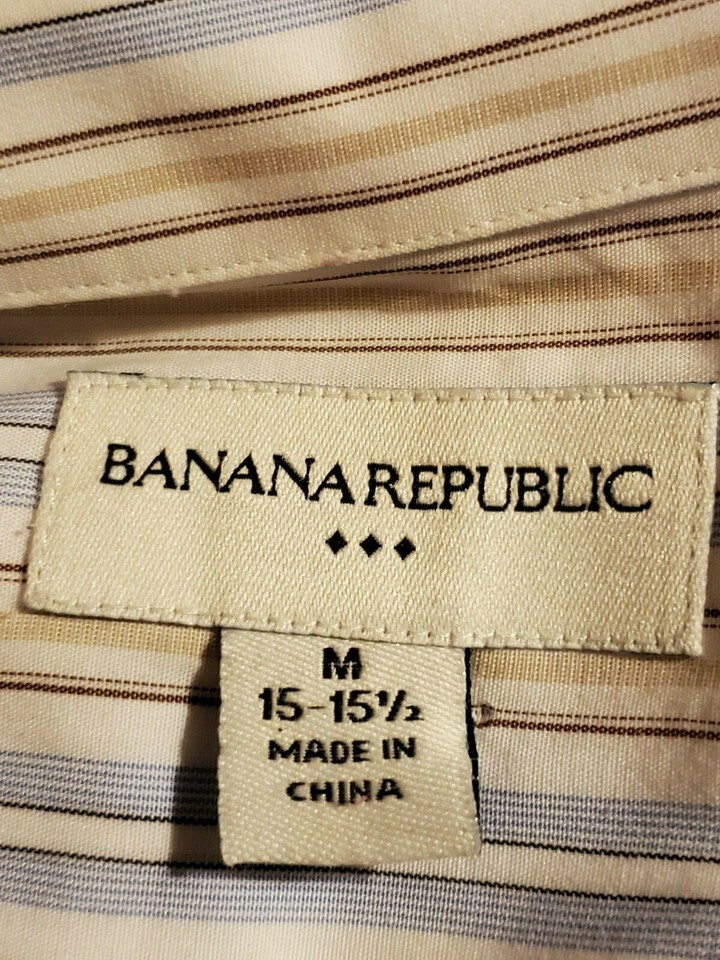 BANANA REPUBLIC
M
15-15½
MADE IN
CHINA